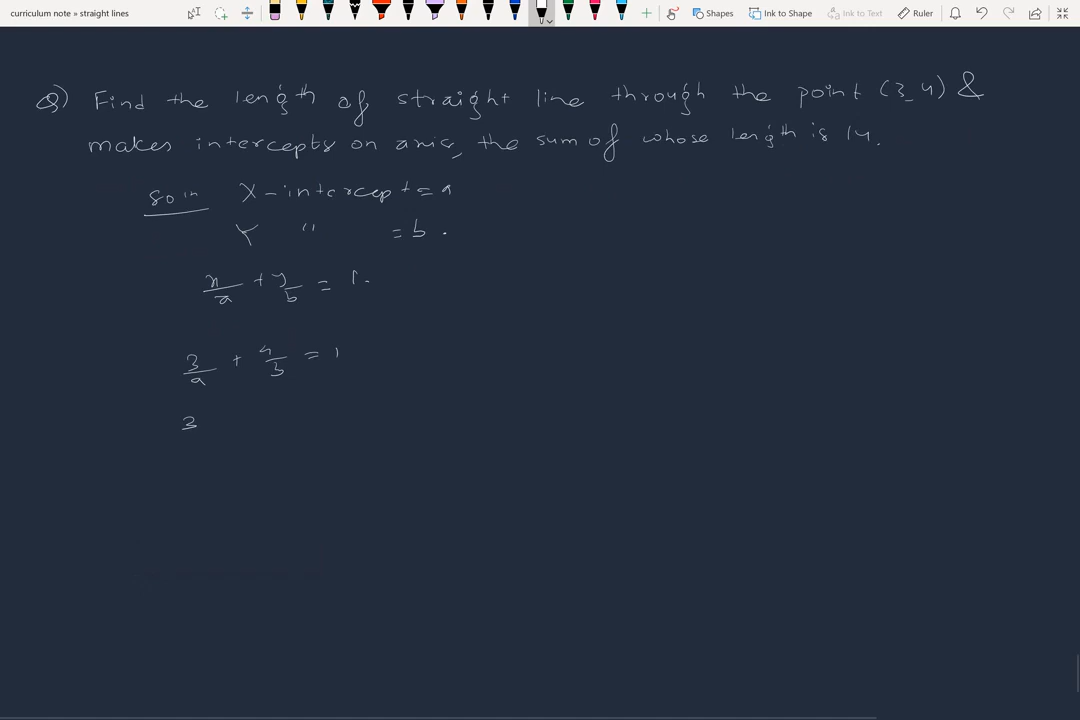 curriculum note » straight lines
Shapes Ink to Shape Ink to Text Ruler
Q) Find the length of straight line through the point (3,4) &
makes intercepts on axis, the sum of whose length is 14.
Soln X-intercept = a
Y " = b.
x/a + y/b = 1.
3/a + 4/3 = 1
3